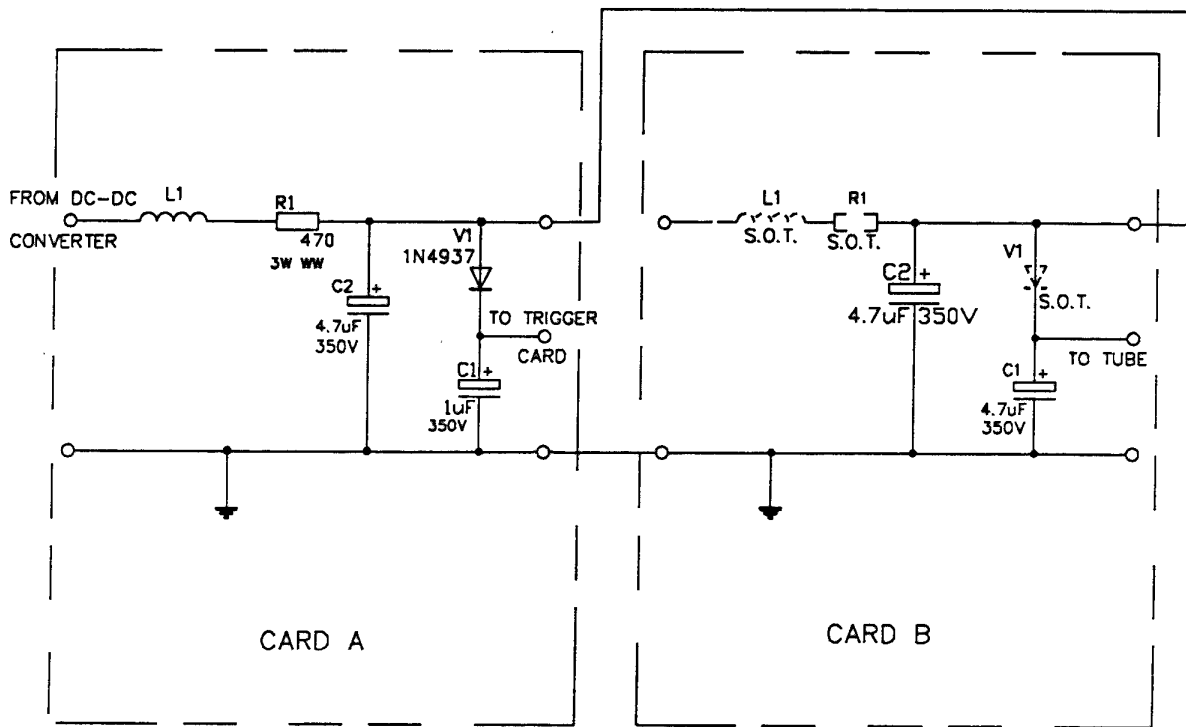 FROM DC-DC
CONVERTER
L1
R1
470
3W WW
V1
1N4937
C2 +
4.7uF
350V
TO TRIGGER
CARD
C1 +
1uF
350V
CARD A
L1
S.O.T.
R1
S.O.T.
C2 +
4.7uF 350V
V1
S.O.T.
TO TUBE
C1 +
4.7uF
350V
CARD B